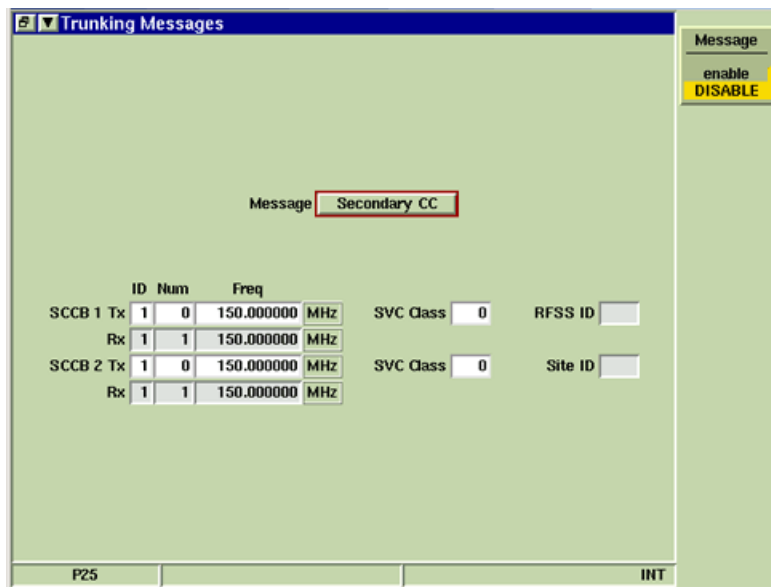 Trunking Messages
Message
enable
DISABLE
Message Secondary CC
ID Num Freq
SCCB 1 Tx 1 0 150.000000 MHz SVC Class 0 RFSS ID
Rx 1 1 150.000000 MHz
SCCB 2 Tx 1 0 150.000000 MHz SVC Class 0 Site ID
Rx 1 1 150.000000 MHz
P25 INT